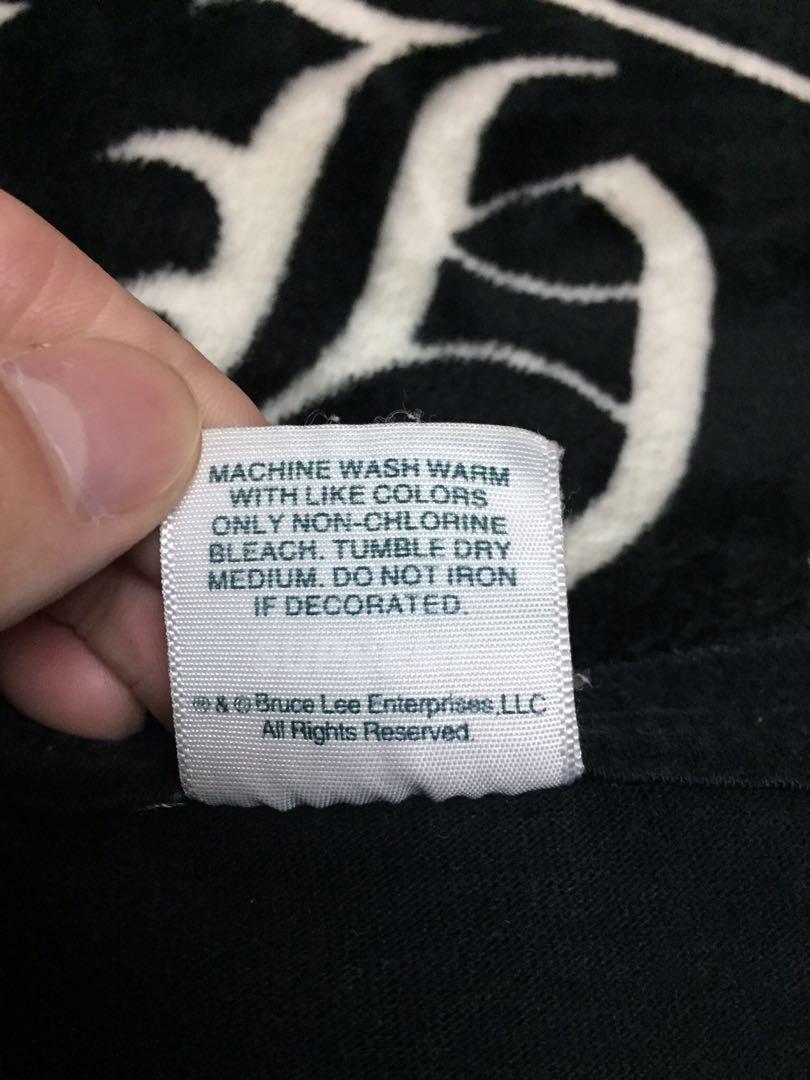 MACHINE WASH WARM
WITH LIKE COLORS
ONLY NON-CHLORINE
BLEACH. TUMBLE DRY
MEDIUM. DO NOT IRON
IF DECORATED.
® & © Bruce Lee Enterprises, LLC
All Rights Reserved.